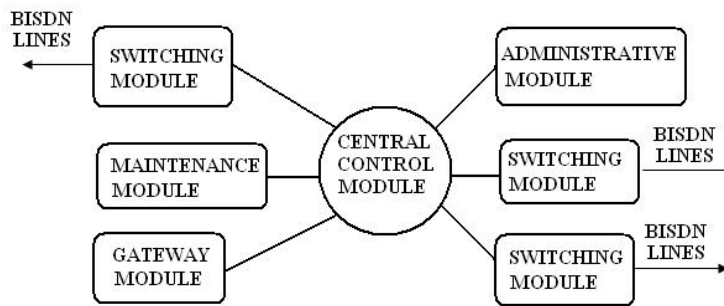 BISDN
LINES
SWITCHING
MODULE
ADMINISTRATIVE
MODULE
CENTRAL
CONTROL
MODULE
MAINTENANCE
MODULE
SWITCHING
MODULE
BISDN
LINES
GATEWAY
MODULE
SWITCHING
MODULE
BISDN
LINES